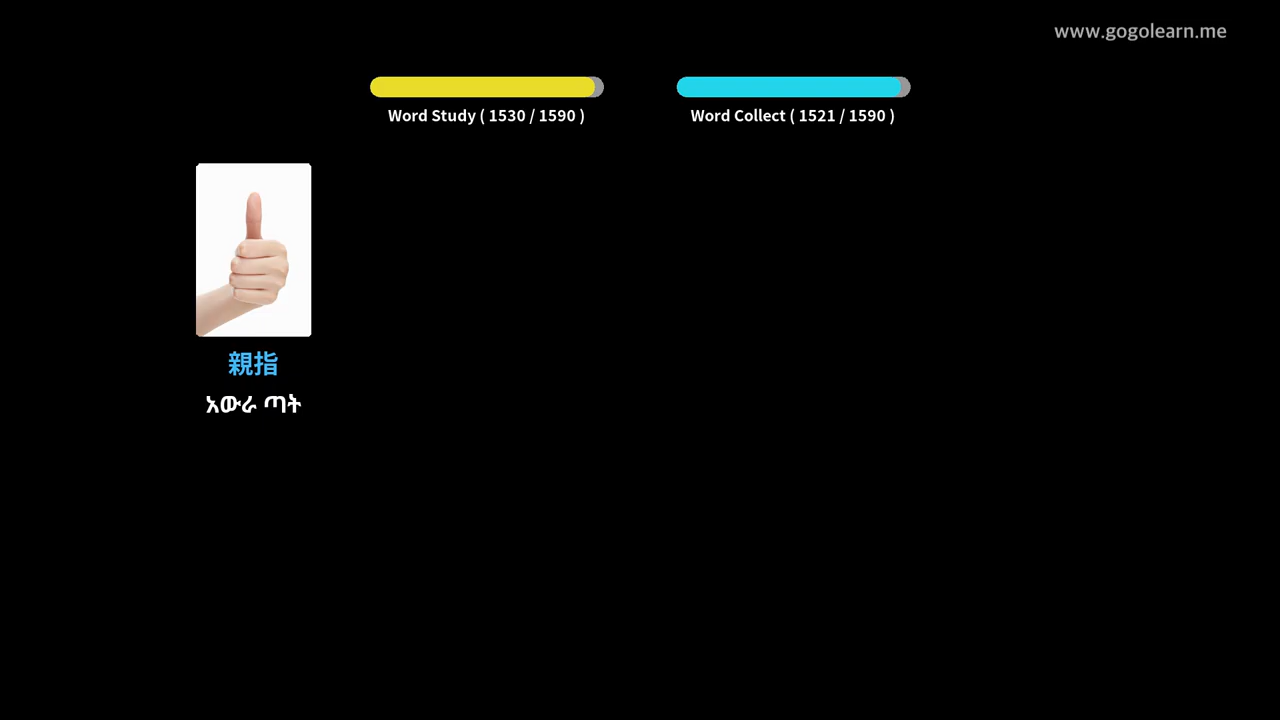 www.gogolearn.me
Word Study ( 1530 / 1590 )
Word Collect ( 1521 / 1590 )
親指
አውራ ጣት